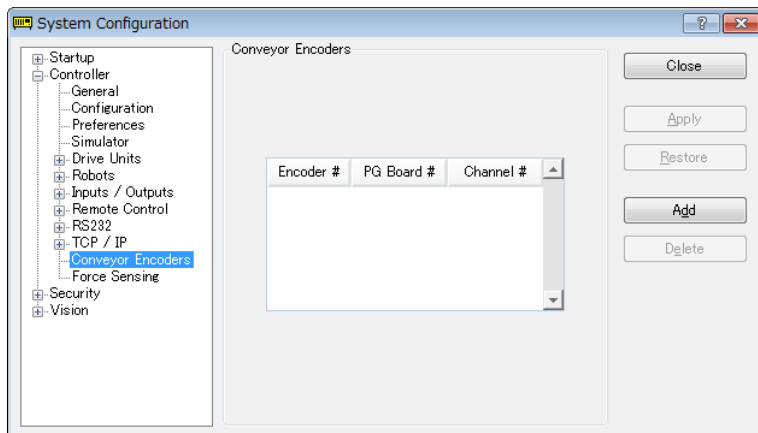 System Configuration
Startup
Controller
General
Configuration
Preferences
Simulator
Drive Units
Robots
Inputs / Outputs
Remote Control
RS232
TCP / IP
Conveyor Encoders
Force Sensing
Security
Vision
Conveyor Encoders
Encoder # PG Board # Channel #
Close
Apply
Restore
Add
Delete